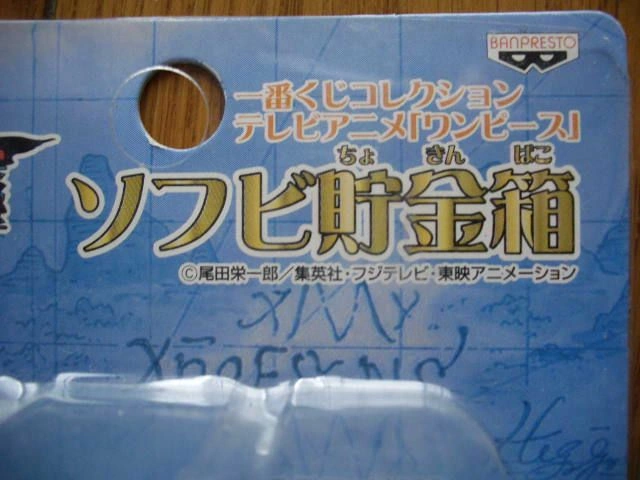 BANPRESTO
一番くじコレクション
テレビアニメ「ワンピース」
ちょ きん ばこ
ソフビ貯金箱
©尾田栄一郎／集英社・フジテレビ・東映アニメーション